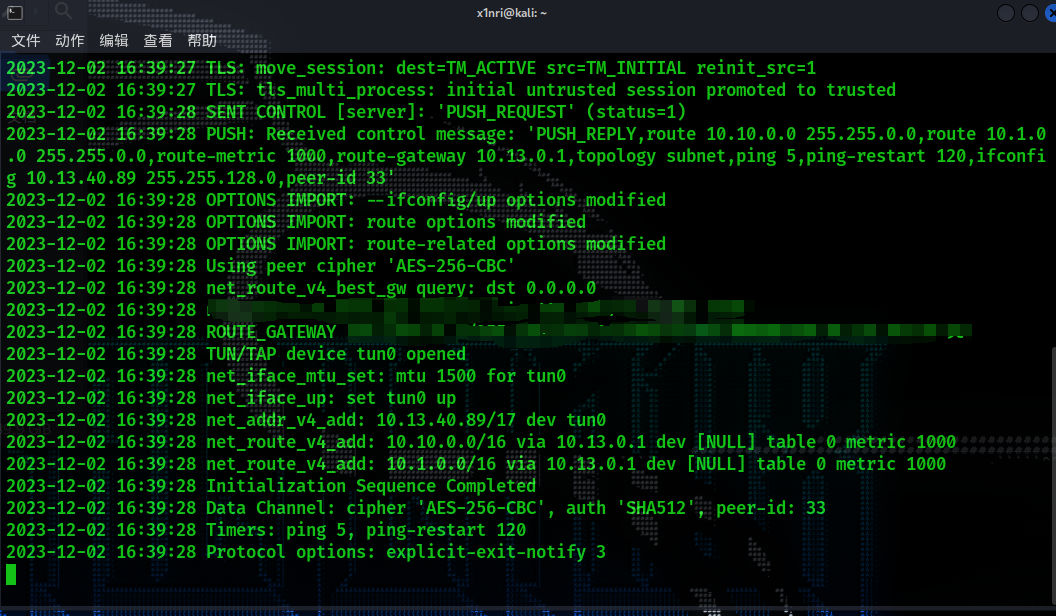 x1nri@kali: ~
文件 动作 编辑 查看 帮助
2023-12-02 16:39:27 TLS: move_session: dest=TM_ACTIVE src=TM_INITIAL reinit_src=1
2023-12-02 16:39:27 TLS: tls_multi_process: initial untrusted session promoted to trusted
2023-12-02 16:39:28 SENT CONTROL [server]: 'PUSH_REQUEST' (status=1)
2023-12-02 16:39:28 PUSH: Received control message: 'PUSH_REPLY,route 10.10.0.0 255.255.0.0,route 10.1.0
.0 255.255.0.0,route-metric 1000,route-gateway 10.13.0.1,topology subnet,ping 5,ping-restart 120,ifconfi
g 10.13.40.89 255.255.128.0,peer-id 33'
2023-12-02 16:39:28 OPTIONS IMPORT: --ifconfig/up options modified
2023-12-02 16:39:28 OPTIONS IMPORT: route options modified
2023-12-02 16:39:28 OPTIONS IMPORT: route-related options modified
2023-12-02 16:39:28 Using peer cipher 'AES-256-CBC'
2023-12-02 16:39:28 net_route_v4_best_gw query: dst 0.0.0.0
2023-12-02 16:39:28
2023-12-02 16:39:28 ROUTE_GATEWAY
2023-12-02 16:39:28 TUN/TAP device tun0 opened
2023-12-02 16:39:28 net_iface_mtu_set: mtu 1500 for tun0
2023-12-02 16:39:28 net_iface_up: set tun0 up
2023-12-02 16:39:28 net_addr_v4_add: 10.13.40.89/17 dev tun0
2023-12-02 16:39:28 net_route_v4_add: 10.10.0.0/16 via 10.13.0.1 dev [NULL] table 0 metric 1000
2023-12-02 16:39:28 net_route_v4_add: 10.1.0.0/16 via 10.13.0.1 dev [NULL] table 0 metric 1000
2023-12-02 16:39:28 Initialization Sequence Completed
2023-12-02 16:39:28 Data Channel: cipher 'AES-256-CBC', auth 'SHA512', peer-id: 33
2023-12-02 16:39:28 Timers: ping 5, ping-restart 120
2023-12-02 16:39:28 Protocol options: explicit-exit-notify 3